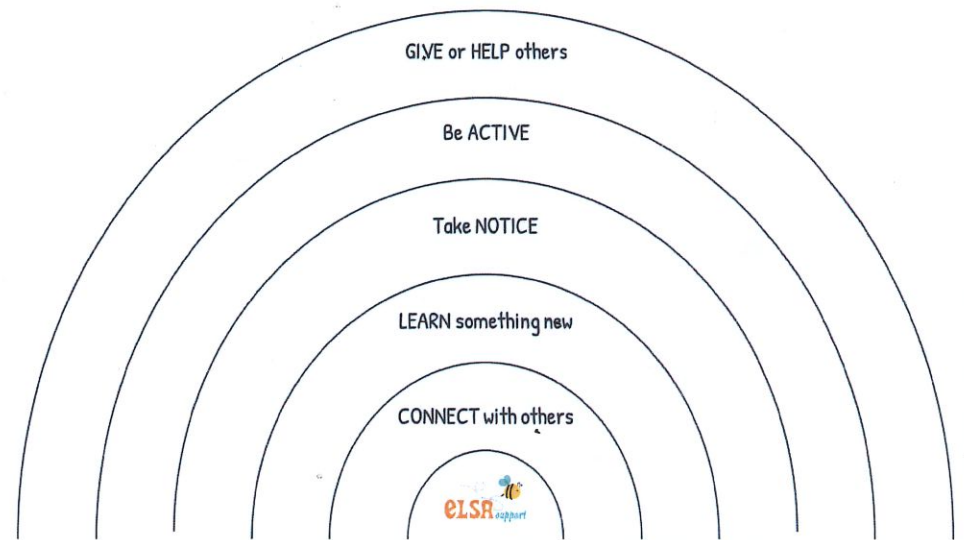 GIVE or HELP others
Be ACTIVE
Take NOTICE
LEARN something new
CONNECT with others
eLSA support